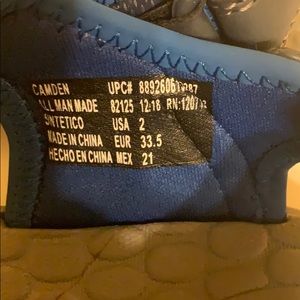 CAMDEN UPC#
ALL MAN MADE 82125 12-18
SINTETICO USA 2
MADE IN CHINA EUR 33.5
HECHO EN CHINA MEX 21